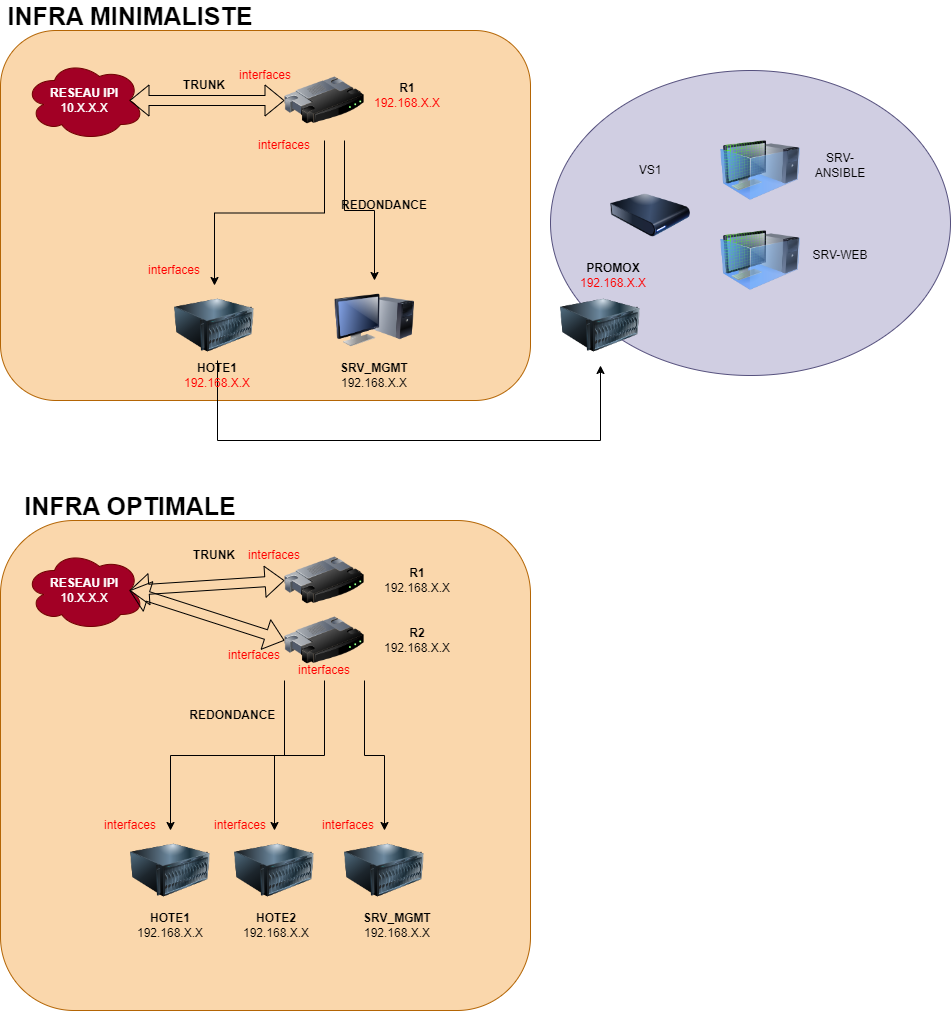 INFRA MINIMALISTE
interfaces
TRUNK
RESEAU IPI
10.X.X.X
R1
192.168.X.X
interfaces
REDONDANCE
interfaces
HOTE1
192.168.X.X
SRV_MGMT
192.168.X.X
VS1
SRV-
ANSIBLE
SRV-WEB
PROMOX
192.168.X.X
INFRA OPTIMALE
TRUNK
interfaces
RESEAU IPI
10.X.X.X
R1
192.168.X.X
R2
192.168.X.X
interfaces
interfaces
REDONDANCE
interfaces
interfaces
interfaces
HOTE1
192.168.X.X
HOTE2
192.168.X.X
SRV_MGMT
192.168.X.X